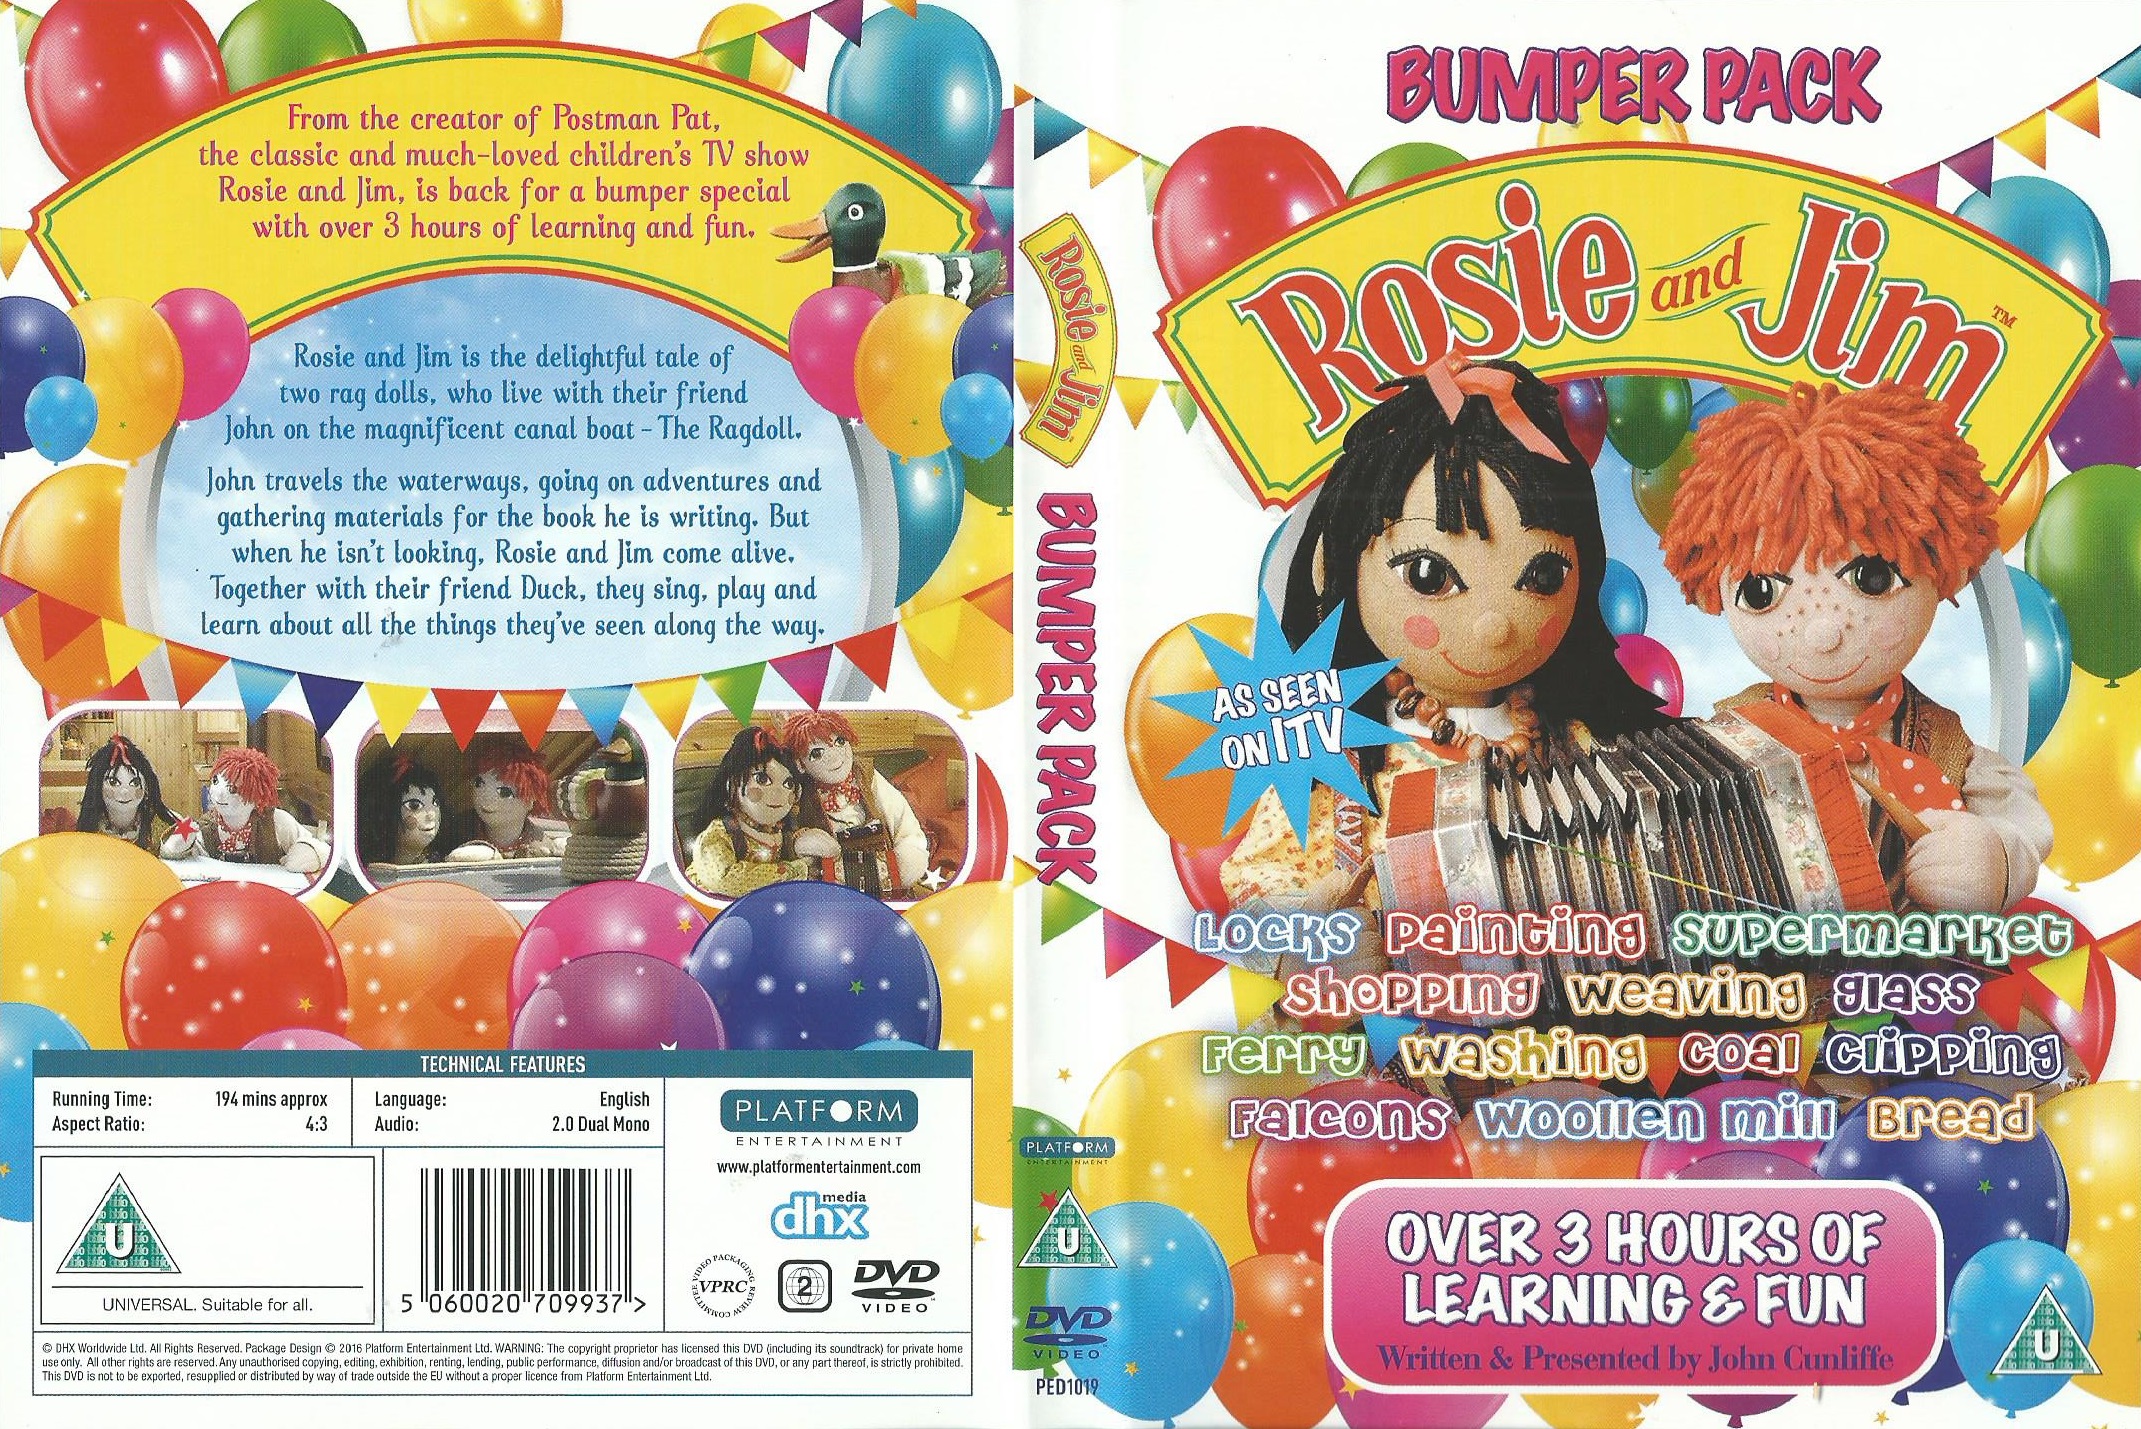 From the creator of Postman Pat,
the classic and much-loved children's TV show
Rosie and Jim, is back for a bumper special
with over 3 hours of learning and fun.
Rosie and Jim is the delightful tale of
two rag dolls, who live with their friend
John on the magnificent canal boat - The Ragdoll.
John travels the waterways, going on adventures and
gathering materials for the book he is writing. But
when he isn't looking, Rosie and Jim come alive.
Together with their friend Duck, they sing, play and
learn about all the things they've seen along the way.
TECHNICAL FEATURES
Running Time: 194 mins approx
Aspect Ratio: 4:3
Language: English
Audio: 2.0 Dual Mono
PLATFORM
ENTERTAINMENT
www.platformentertainment.com
dhx media
U
UNIVERSAL. Suitable for all.
5 060020 709937 >
VIDEO PACKAGING REVIEW COMMITTEE
VPRC
2
DVD
VIDEO
© DHX Worldwide Ltd. All Rights Reserved. Package Design © 2016 Platform Entertainment Ltd. WARNING: The copyright proprietor has licensed this DVD (including its soundtrack) for private home
use only. All other rights are reserved. Any unauthorised copying, editing, exhibition, renting, lending, public performance, diffusion and/or broadcast of this DVD, or any part thereof, is strictly prohibited.
This DVD is not to be exported, resupplied or distributed by way of trade outside the EU without a proper licence from Platform Entertainment Ltd.
Rosie and Jim
BUMPER PACK
PLATFORM
ENTERTAINMENT
U
DVD
VIDEO
PED1019
BUMPER PACK
Rosie and Jim™
AS SEEN
ON ITV
Locks Painting Supermarket
Shopping Weaving Glass
Ferry Washing Coal Clipping
Falcons Woollen Mill Bread
OVER 3 HOURS OF
LEARNING & FUN
Written & Presented by John Cunliffe
U